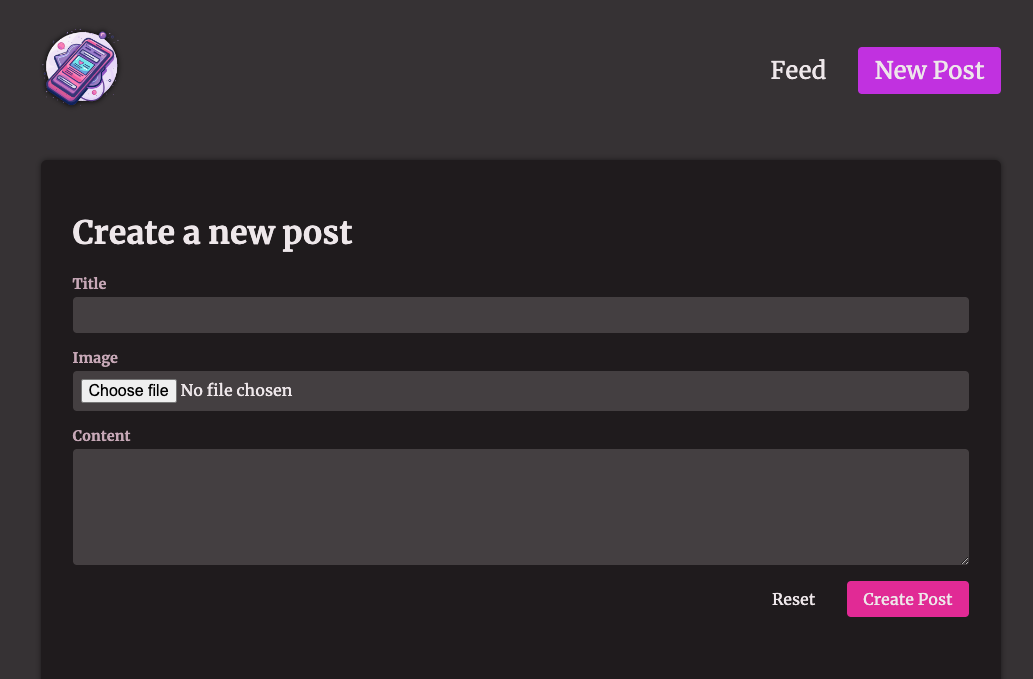 Feed New Post
Create a new post
Title
Image
Choose file No file chosen
Content
Reset Create Post